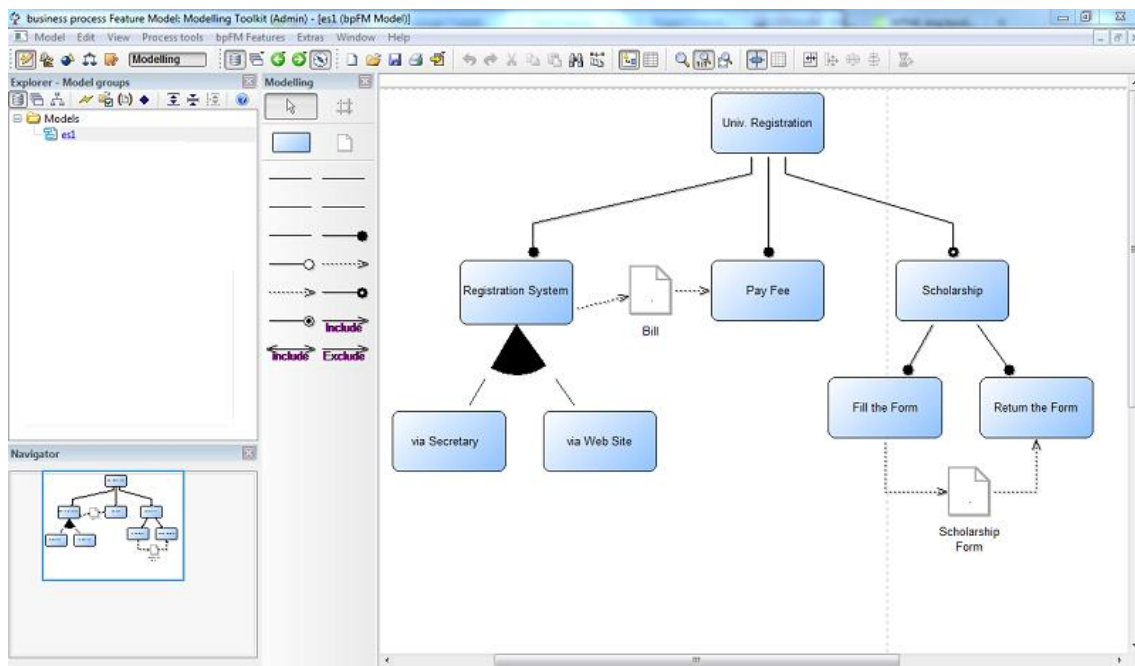 business process Feature Model: Modelling Toolkit (Admin) - [es1 (bpFM Model)]
Model Edit View Process tools bpFM Features Extras Window Help
Modelling
Explorer - Model groups
Modelling
Models
es1
Include
Include Exclude
Navigator
Univ. Registration
Registration System
Bill
Pay Fee
Scholarship
via Secretary
via Web Site
Fill the Form
Return the Form
Scholarship
Form